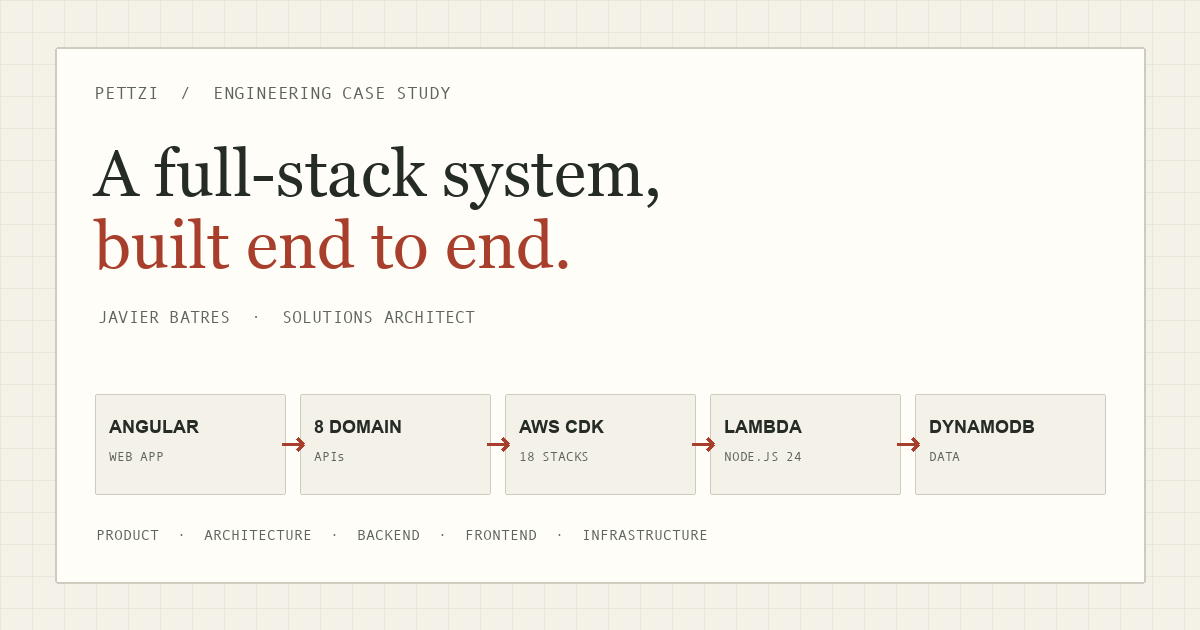 PETTZI / ENGINEERING CASE STUDY
A full-stack system,
built end to end.
JAVIER BATRES · SOLUTIONS ARCHITECT
ANGULAR
WEB APP
8 DOMAIN
APIs
AWS CDK
18 STACKS
LAMBDA
NODE.JS 24
DYNAMODB
DATA
PRODUCT · ARCHITECTURE · BACKEND · FRONTEND · INFRASTRUCTURE